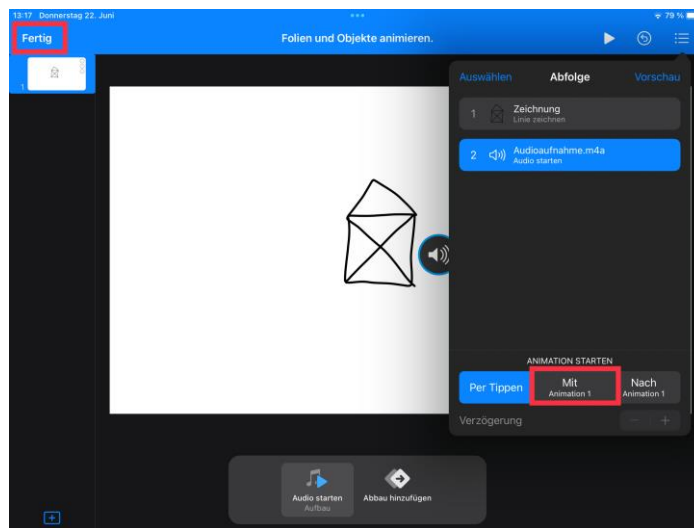 13:17 Donnerstag 22. Juni
79 %
Fertig
Folien und Objekte animieren.
1
Auswählen Abfolge Vorschau
1 Zeichnung
Linie zeichnen
2 Audioaufnahme.m4a
Audio starten
ANIMATION STARTEN
Per Tippen
Mit
Animation 1
Nach
Animation 1
Verzögerung
Audio starten
Aufbau
Abbau hinzufügen